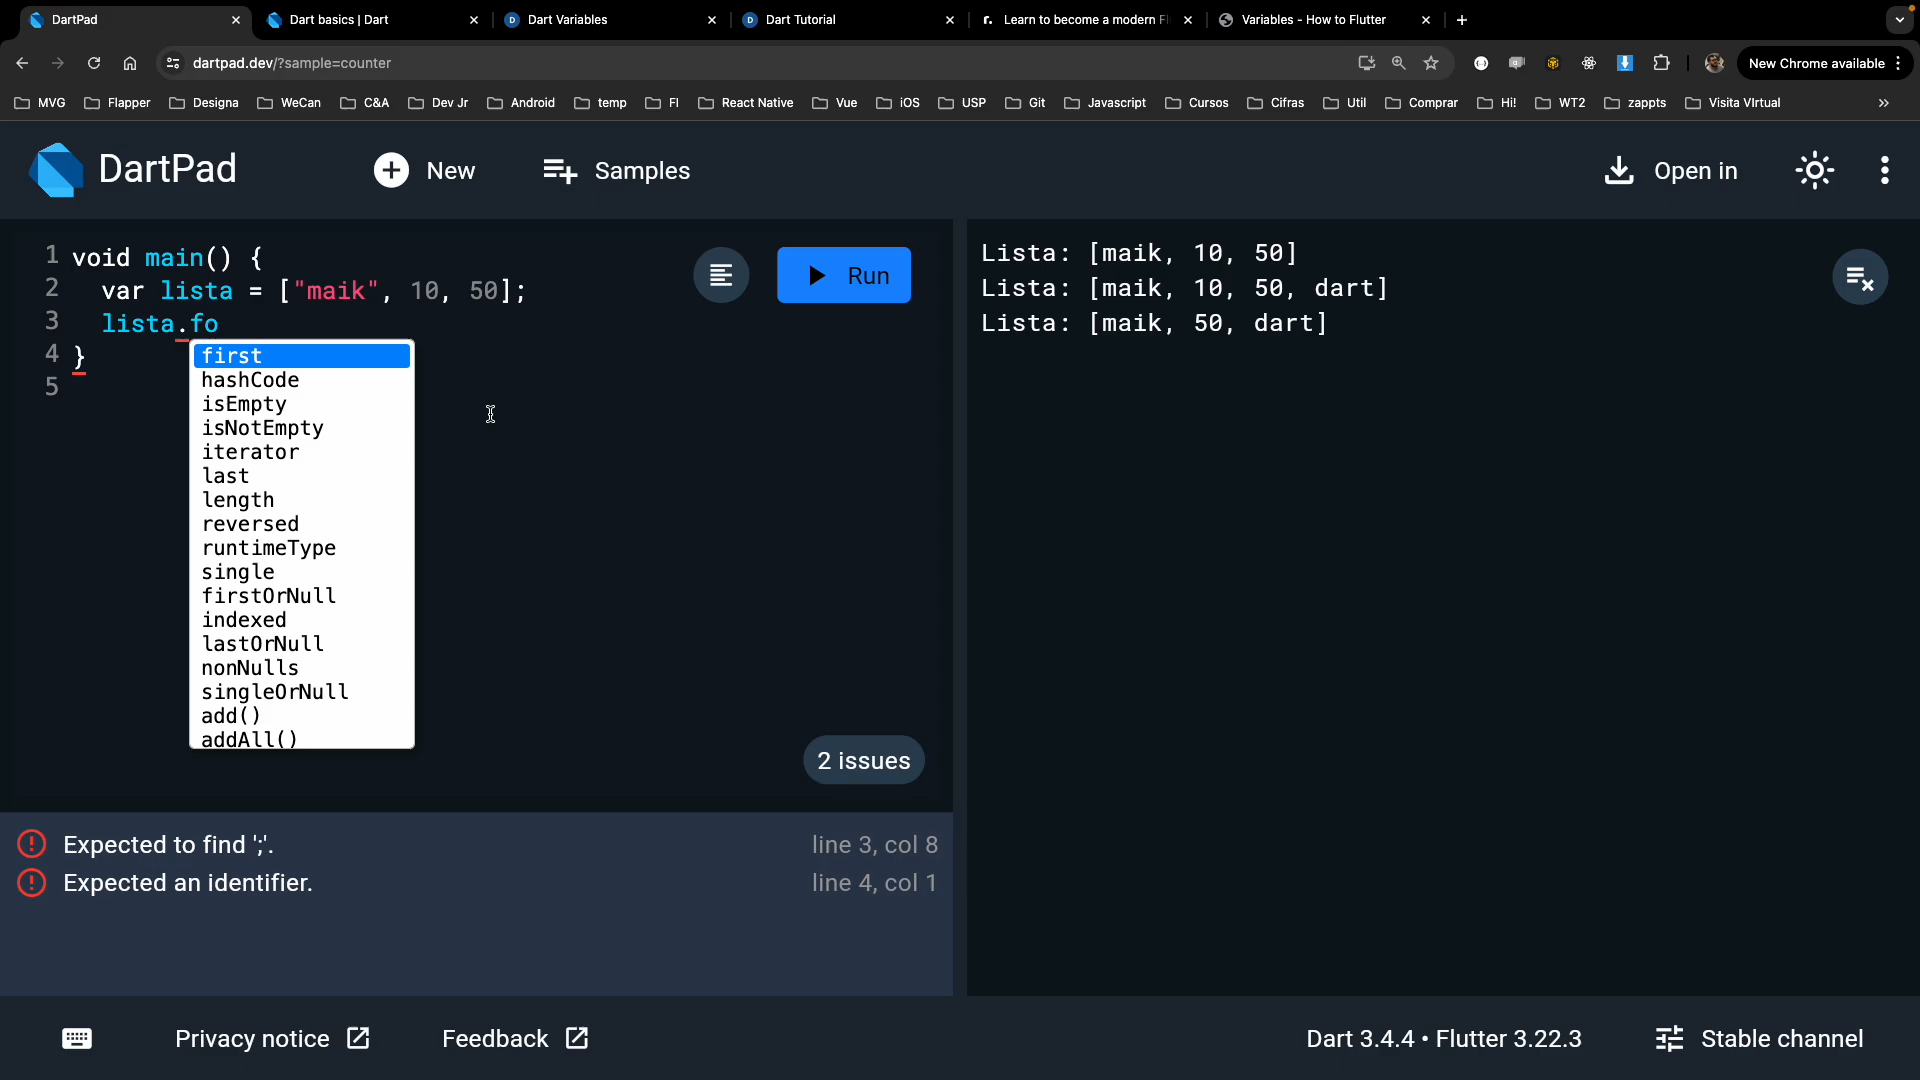 DartPad
Dart basics | Dart
Dart Variables
Dart Tutorial
Learn to become a modern Fl
Variables - How to Flutter
dartpad.dev/?sample=counter
New Chrome available
MVG
Flapper
Designa
WeCan
C&A
Dev Jr
Android
temp
FI
React Native
Vue
iOS
USP
Git
Javascript
Cursos
Cifras
Util
Comprar
Hi!
WT2
zappts
Visita VIrtual
DartPad
New
Samples
Open in
1 void main() {
2 var lista = ["maik", 10, 50];
3 lista.fo
4 }
5
Run
first
hashCode
isEmpty
isNotEmpty
iterator
last
length
reversed
runtimeType
single
firstOrNull
indexed
lastOrNull
nonNulls
singleOrNull
add()
addAll()
2 issues
Lista: [maik, 10, 50]
Lista: [maik, 10, 50, dart]
Lista: [maik, 50, dart]
Expected to find ';'. line 3, col 8
Expected an identifier. line 4, col 1
Privacy notice
Feedback
Dart 3.4.4 • Flutter 3.22.3
Stable channel